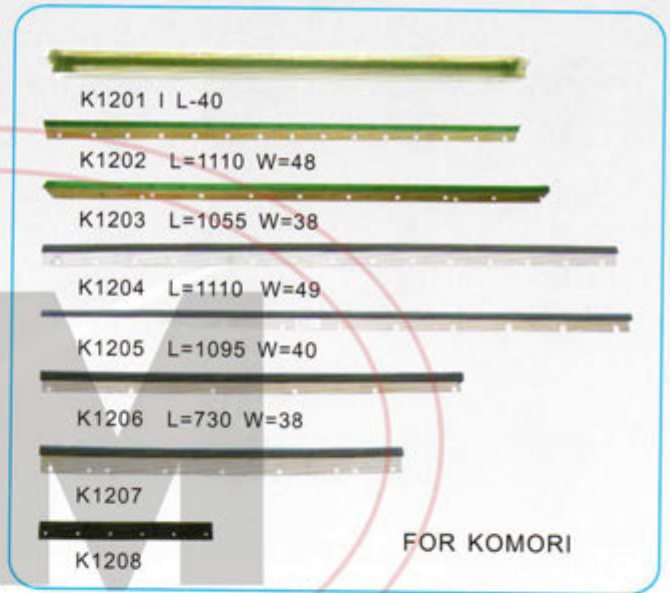 K1201 I L-40
K1202 L=1110 W=48
K1203 L=1055 W=38
K1204 L=1110 W=49
K1205 L=1095 W=40
K1206 L=730 W=38
K1207
K1208
FOR KOMORI